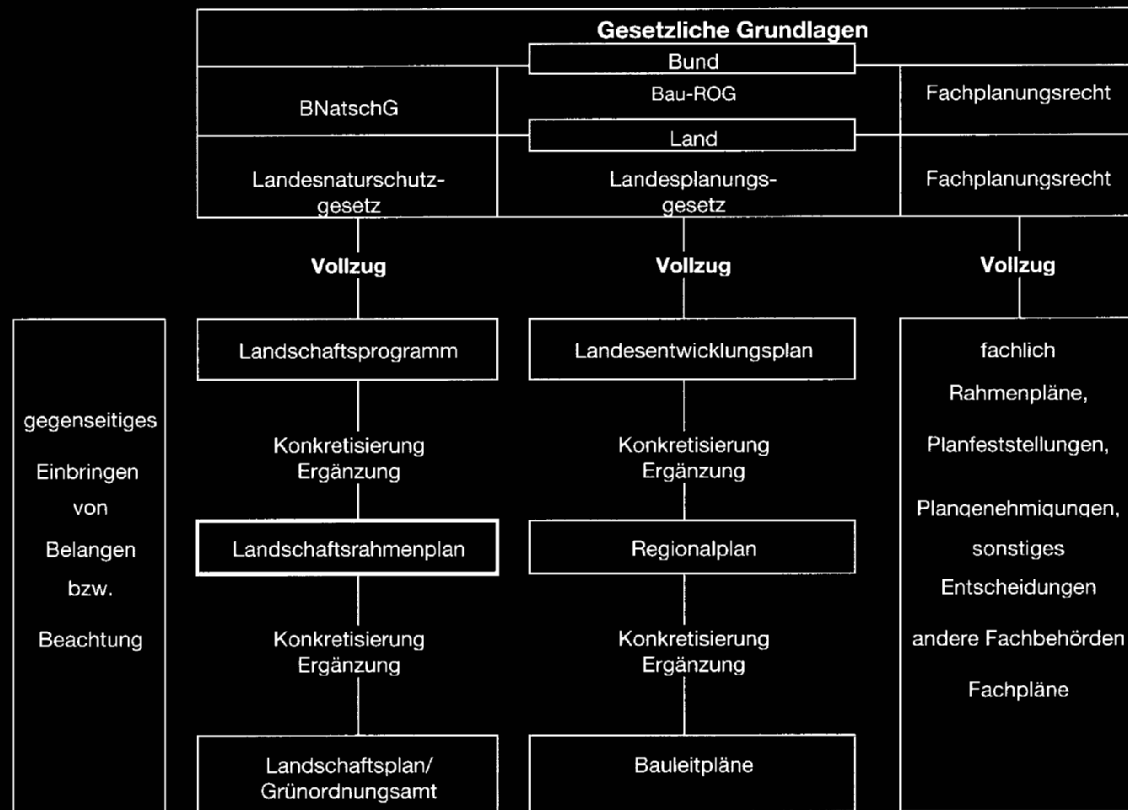 Gesetzliche Grundlagen
Bund
BNatschG
Bau-ROG
Fachplanungsrecht
Land
Landesnaturschutz-
gesetz
Landesplanungs-
gesetz
Fachplanungsrecht
Vollzug
Vollzug
Vollzug
gegenseitiges
Einbringen
von
Belangen
bzw.
Beachtung
Landschaftsprogramm
Konkretisierung
Ergänzung
Landschaftsrahmenplan
Konkretisierung
Ergänzung
Landschaftsplan/
Grünordnungsamt
Landesentwicklungsplan
Konkretisierung
Ergänzung
Regionalplan
Konkretisierung
Ergänzung
Bauleitpläne
fachlich
Rahmenpläne,
Planfeststellungen,
Plangenehmigungen,
sonstiges
Entscheidungen
andere Fachbehörden
Fachpläne